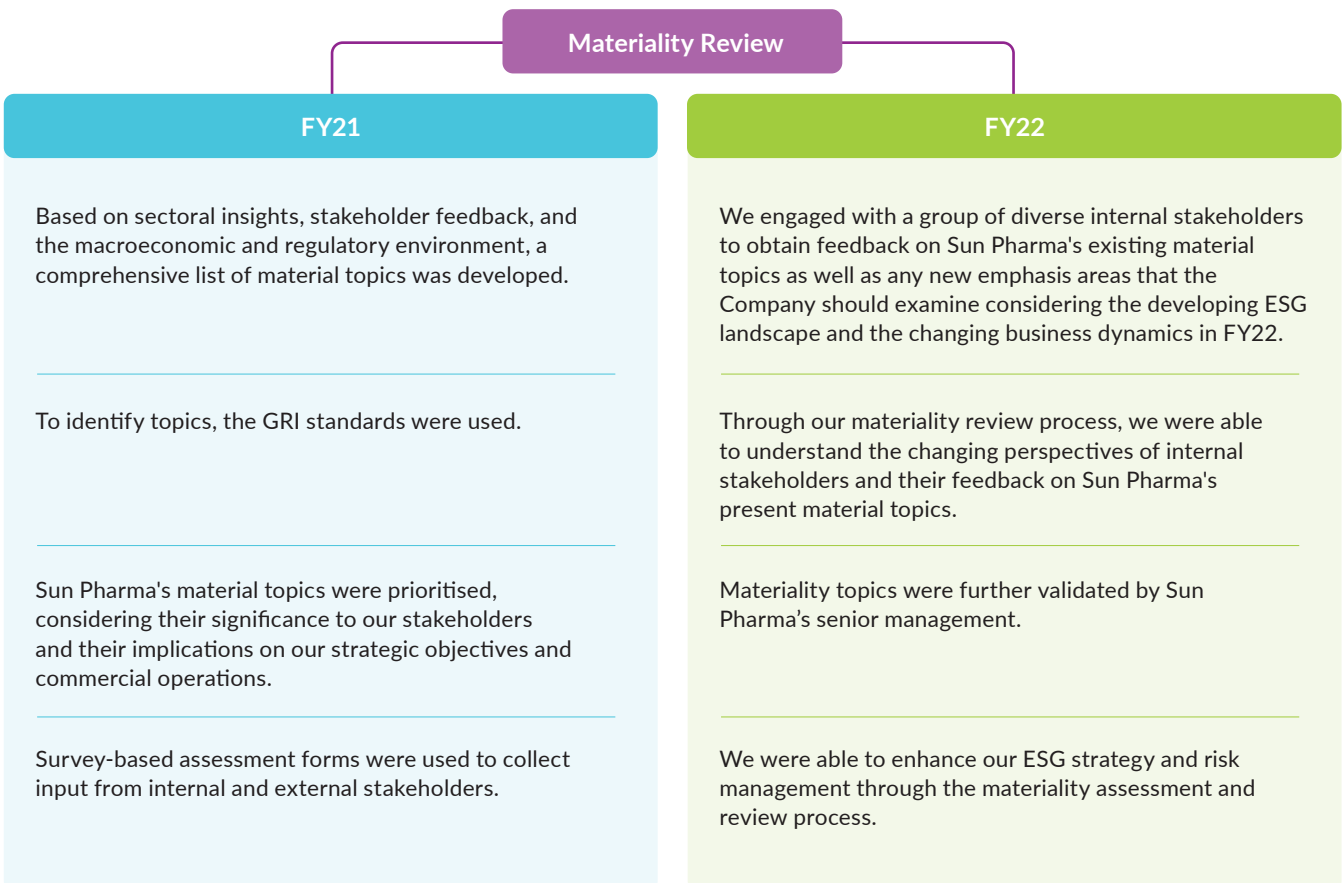 Materiality Review
FY21
Based on sectoral insights, stakeholder feedback, and
the macroeconomic and regulatory environment, a
comprehensive list of material topics was developed.
To identify topics, the GRI standards were used.
Sun Pharma's material topics were prioritised,
considering their significance to our stakeholders
and their implications on our strategic objectives and
commercial operations.
Survey-based assessment forms were used to collect
input from internal and external stakeholders.
FY22
We engaged with a group of diverse internal stakeholders
to obtain feedback on Sun Pharma's existing material
topics as well as any new emphasis areas that the
Company should examine considering the developing ESG
landscape and the changing business dynamics in FY22.
Through our materiality review process, we were able
to understand the changing perspectives of internal
stakeholders and their feedback on Sun Pharma's
present material topics.
Materiality topics were further validated by Sun
Pharma’s senior management.
We were able to enhance our ESG strategy and risk
management through the materiality assessment and
review process.